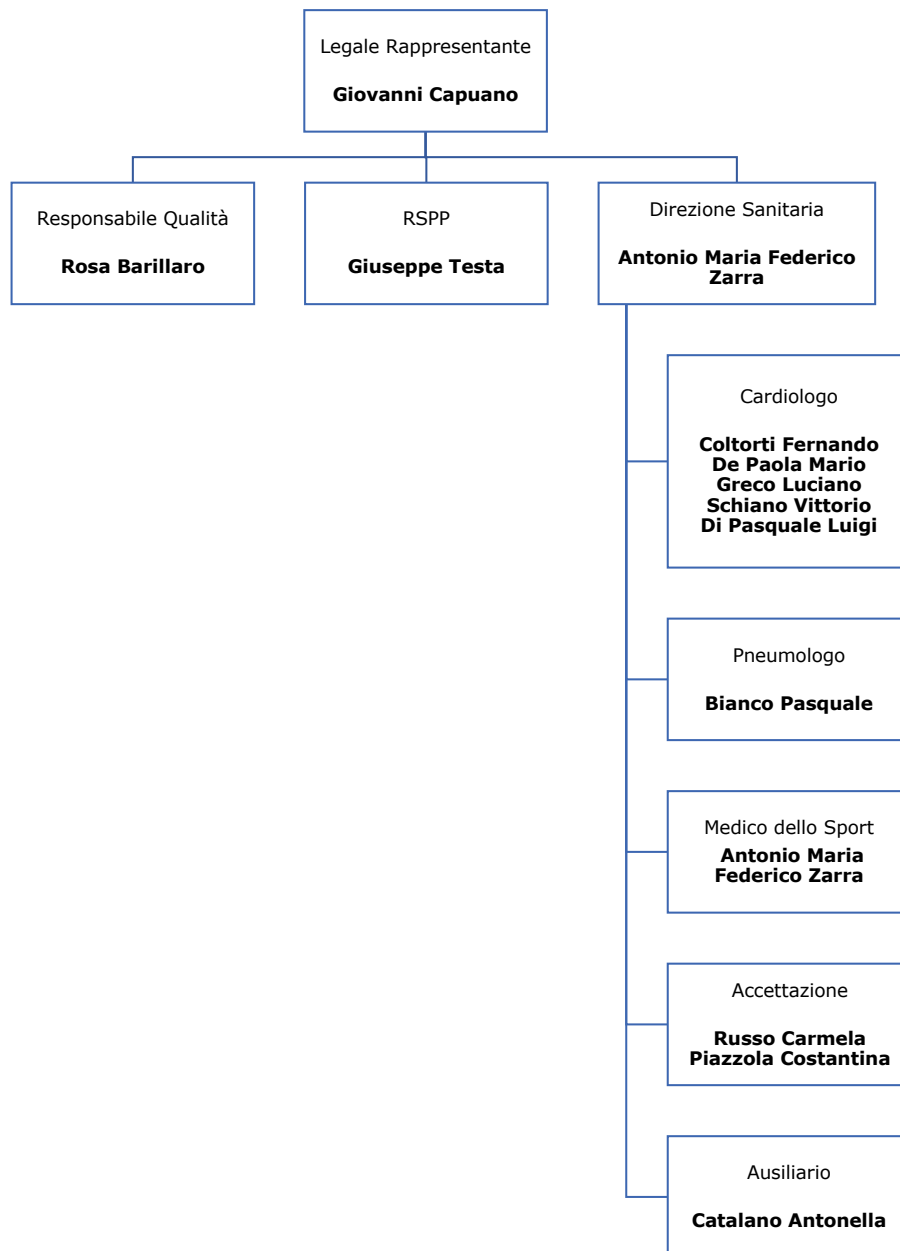 Legale Rappresentante
Giovanni Capuano
Responsabile Qualità
Rosa Barillaro
RSPP
Giuseppe Testa
Direzione Sanitaria
Antonio Maria Federico
Zarra
Cardiologo
Coltorti Fernando
De Paola Mario
Greco Luciano
Schiano Vittorio
Di Pasquale Luigi
Pneumologo
Bianco Pasquale
Medico dello Sport
Antonio Maria
Federico Zarra
Accettazione
Russo Carmela
Piazzola Costantina
Ausiliario
Catalano Antonella